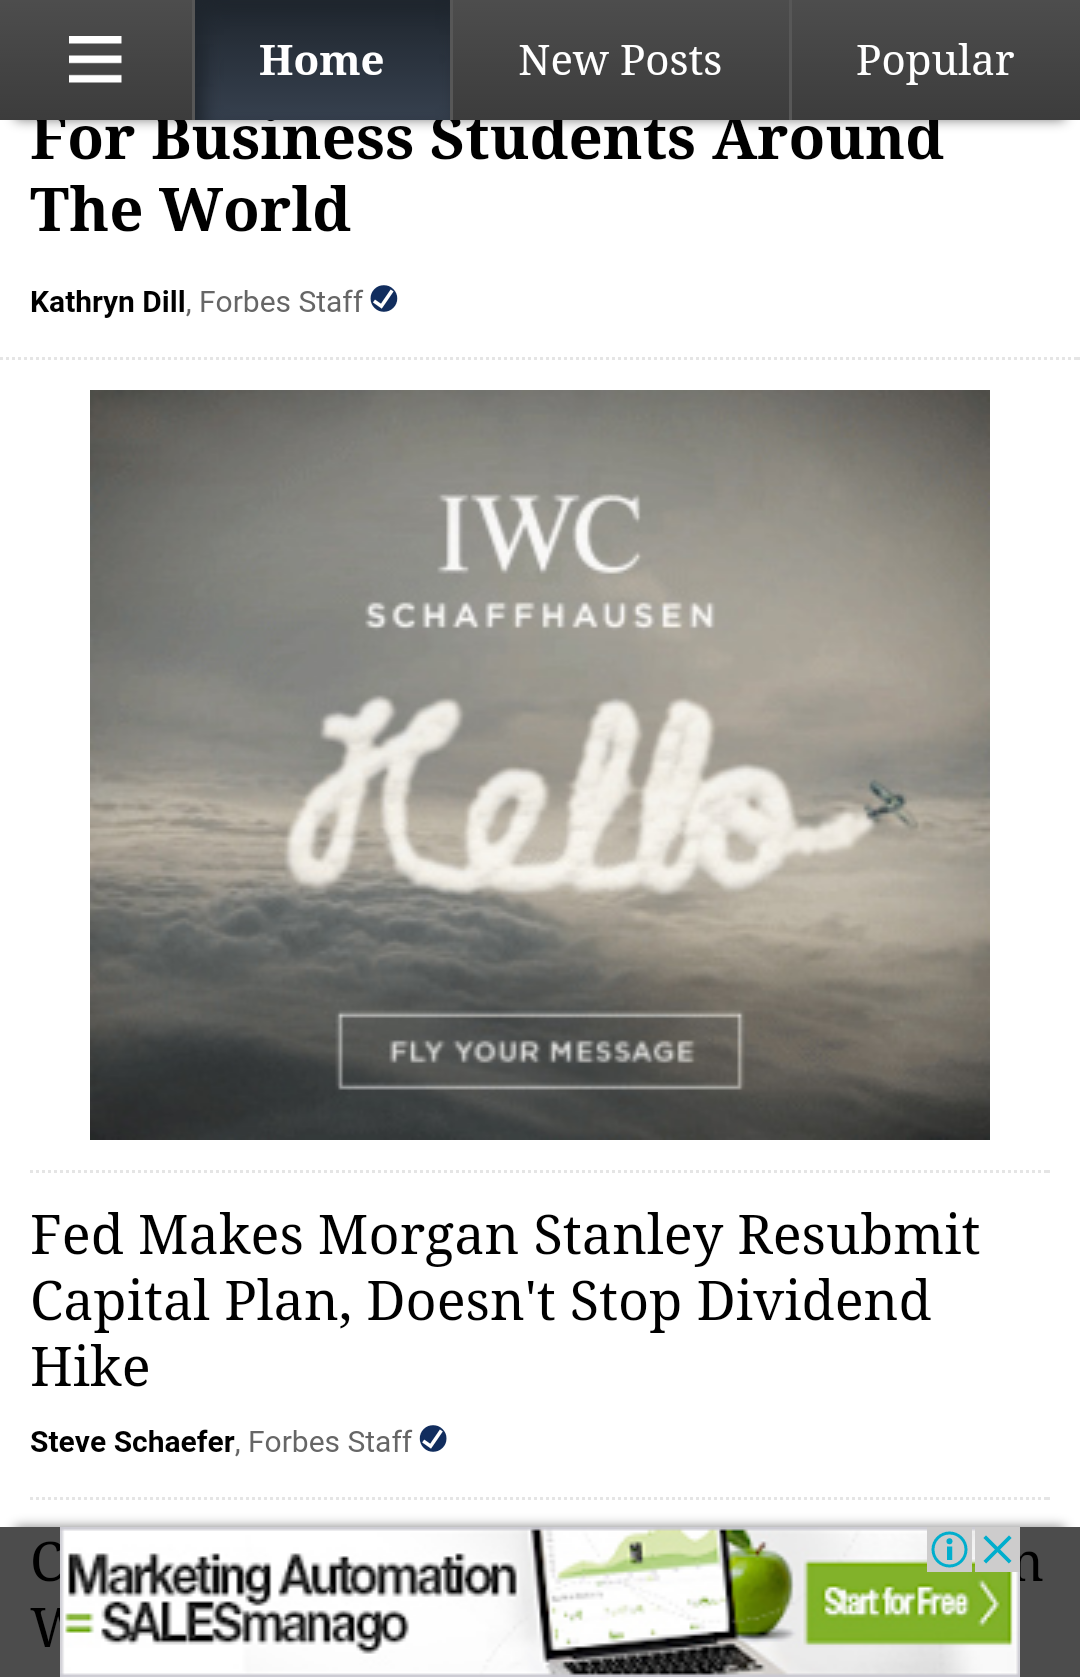 Home
New Posts
Popular
For Business Students Around
The World
Kathryn Dill, Forbes Staff
IWC
SCHAFFHAUSEN
Hello
FLY YOUR MESSAGE
Fed Makes Morgan Stanley Resubmit
Capital Plan, Doesn't Stop Dividend
Hike
Steve Schaefer, Forbes Staff
Marketing Automation
= SALESmanago
Start for Free